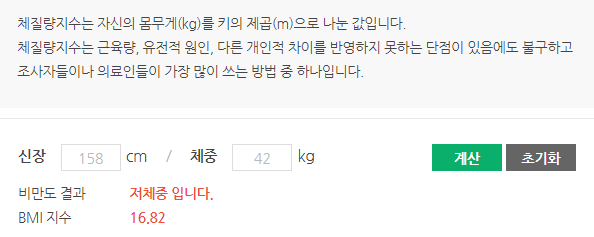 체질량지수는 자신의 몸무게(kg)를 키의 제곱(m)으로 나눈 값입니다.
체질량지수는 근육량, 유전적 원인, 다른 개인적 차이를 반영하지 못하는 단점이 있음에도 불구하고
조사자들이나 의료인들이 가장 많이 쓰는 방법 중 하나입니다.
신장 158 cm / 체중 42 kg 계산 초기화
비만도 결과 저체중 입니다.
BMI 지수 16.82